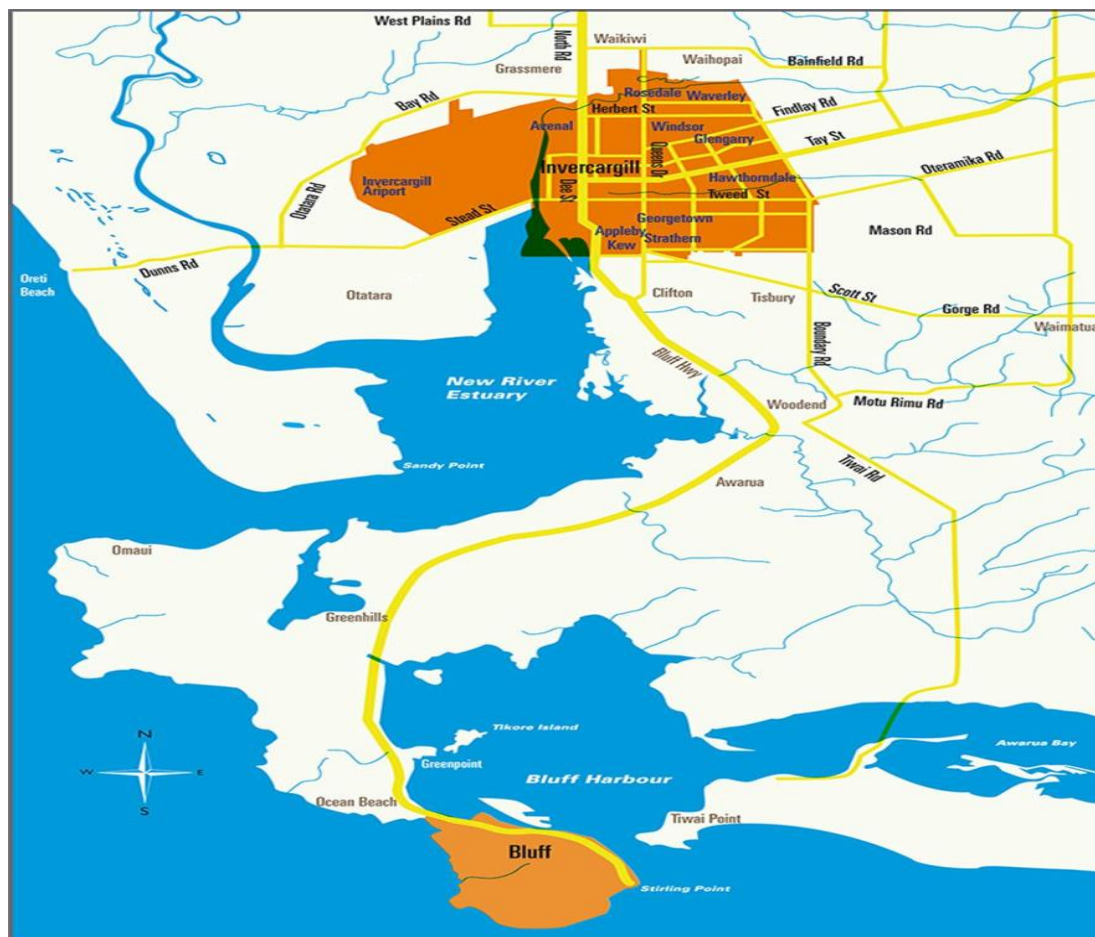 West Plains Rd
North Rd
Waikiwi
Waihopai
Bainfield Rd
Grassmere
Bay Rd
Rosedale
Waverley
Herbert St
Findlay Rd
Avenal
Windsor
Glengarry
Tay St
Queens Dr
Invercargill
Oteramika Rd
Invercargill
Ariport
Dee St
Hawthorndale
Tweed St
Otatara Rd
Stead St
Georgetown
Appleby
Kew
Strathern
Mason Rd
Dunns Rd
Oreti
Beach
Otatara
Clifton
Tisbury
Scott St
Gorge Rd
Waimatua
Boundary Rd
Bluff Hwy
New River
Estuary
Woodend
Motu Rimu Rd
Sandy Point
Tiwai Rd
Awarua
Omaui
Greenhills
Tikore Island
Awarua Bay
N
W
E
S
Greenpoint
Bluff Harbour
Ocean Beach
Tiwai Point
Bluff
Stirling Point